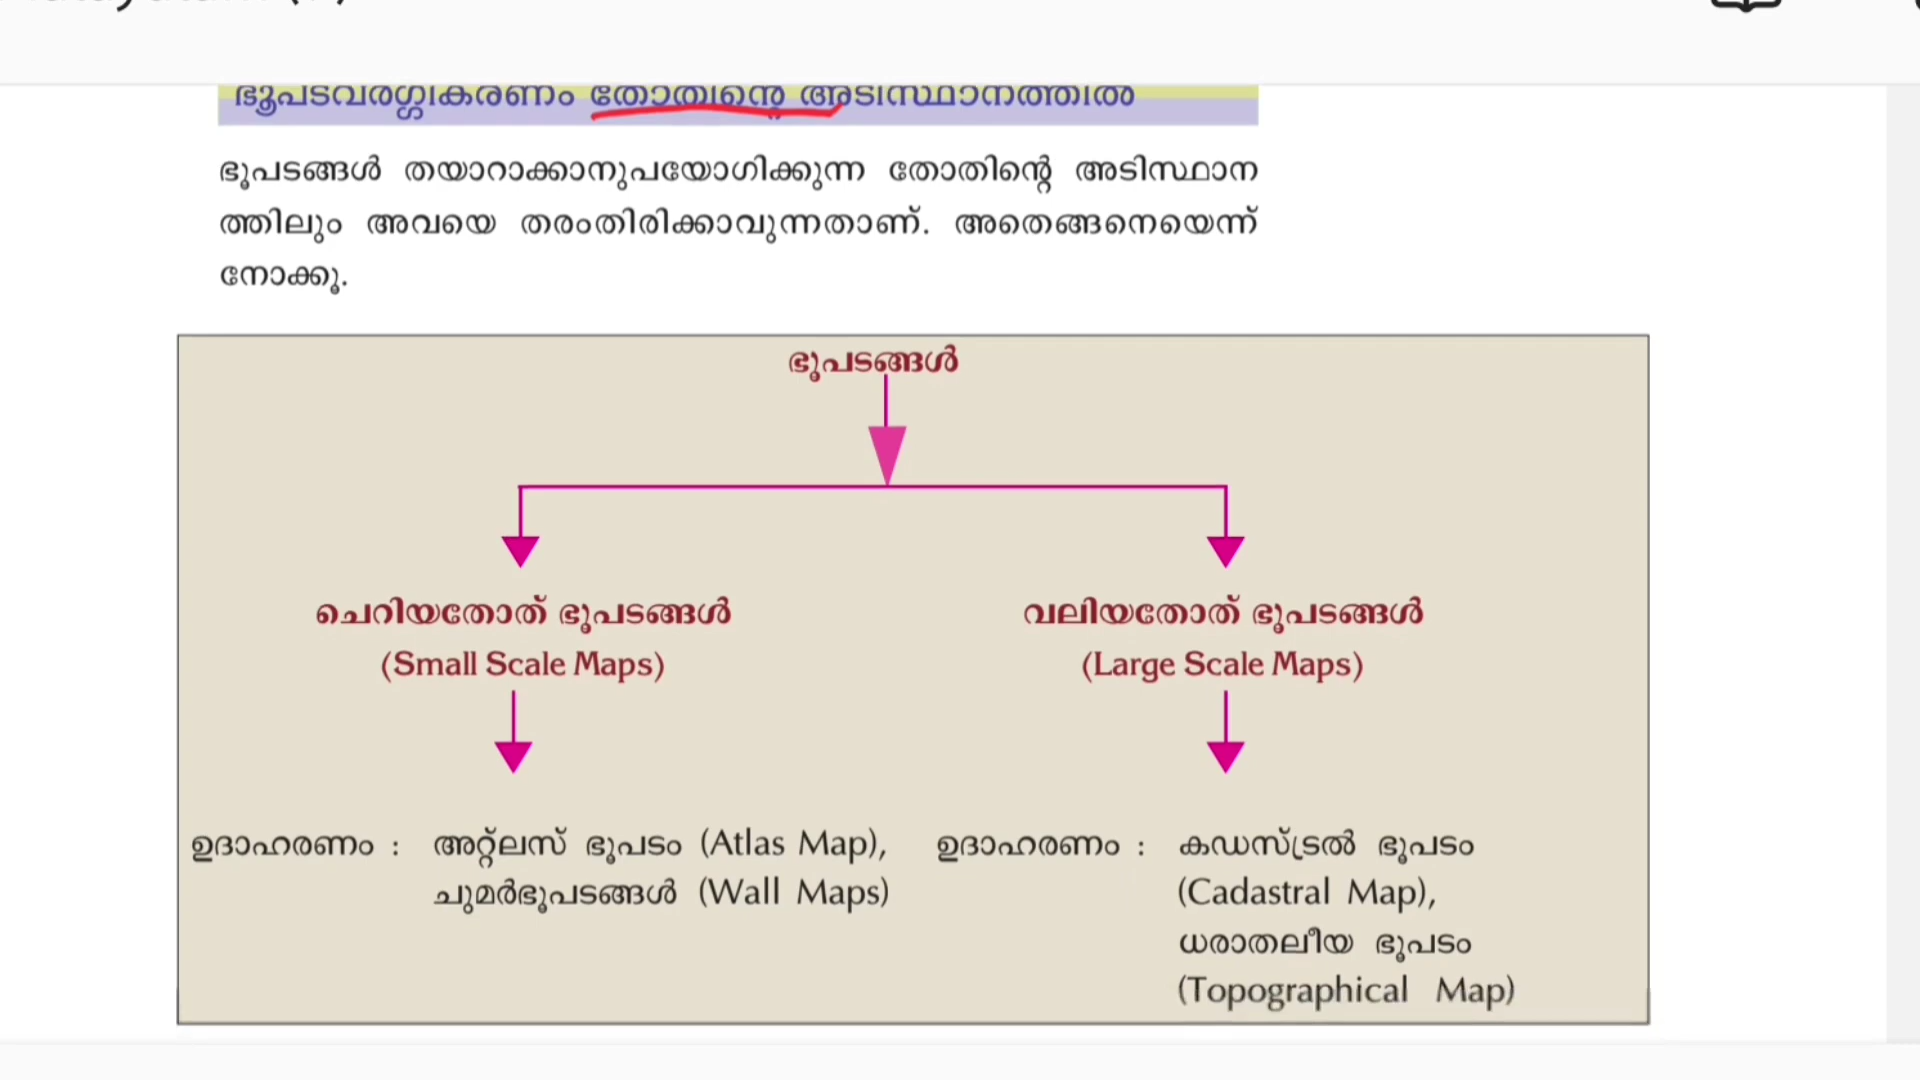 ഭൂപടവർഗ്ഗീകരണം തോതിന്റെ അടിസ്ഥാനത്തിൽ
ഭൂപടങ്ങൾ തയാറാക്കാനുപയോഗിക്കുന്ന തോതിന്റെ അടിസ്ഥാന
ത്തിലും അവയെ തരംതിരിക്കാവുന്നതാണ്. അതെങ്ങനെയെന്ന്
നോക്കൂ.
ഭൂപടങ്ങൾ
ചെറിയതോത് ഭൂപടങ്ങൾ
(Small Scale Maps)
വലിയതോത് ഭൂപടങ്ങൾ
(Large Scale Maps)
ഉദാഹരണം : അറ്റ്ലസ് ഭൂപടം (Atlas Map),
ചുമർഭൂപടങ്ങൾ (Wall Maps)
ഉദാഹരണം : കഡസ്ട്രൽ ഭൂപടം
(Cadastral Map),
ധരാതലീയ ഭൂപടം
(Topographical Map)